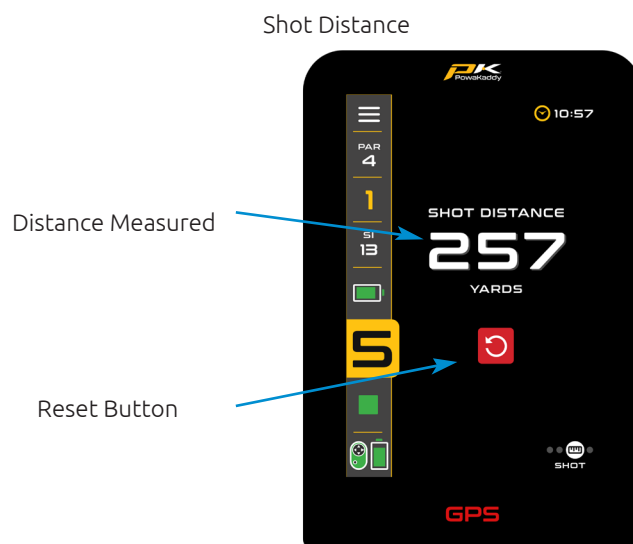 Shot Distance
PK
PowaKaddy
10:57
PAR
4
1
SI
13
SHOT DISTANCE
257
YARDS
Distance Measured
S
Reset Button
SHOT
GPS